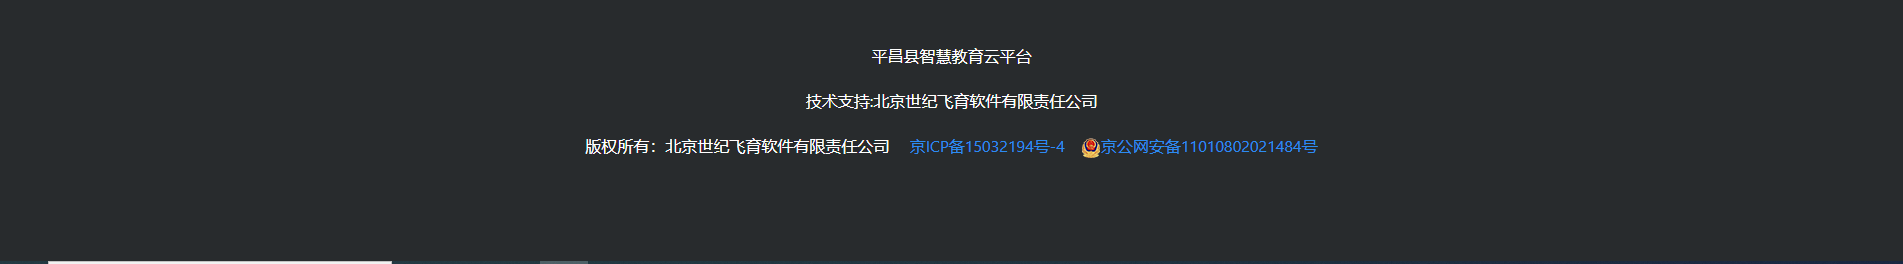 平昌县智慧教育云平台
技术支持:北京世纪飞育软件有限责任公司
版权所有：北京世纪飞育软件有限责任公司 京ICP备15032194号-4 京公网安备11010802021484号